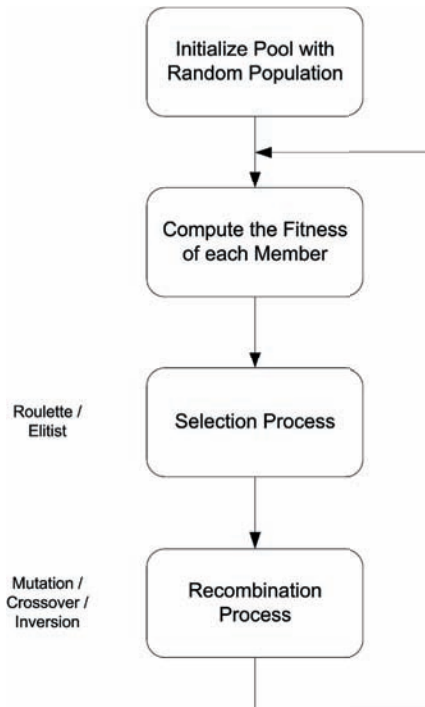 Initialize Pool with
Random Population
Compute the Fitness
of each Member
Roulette /
Elitist
Selection Process
Mutation /
Crossover /
Inversion
Recombination
Process